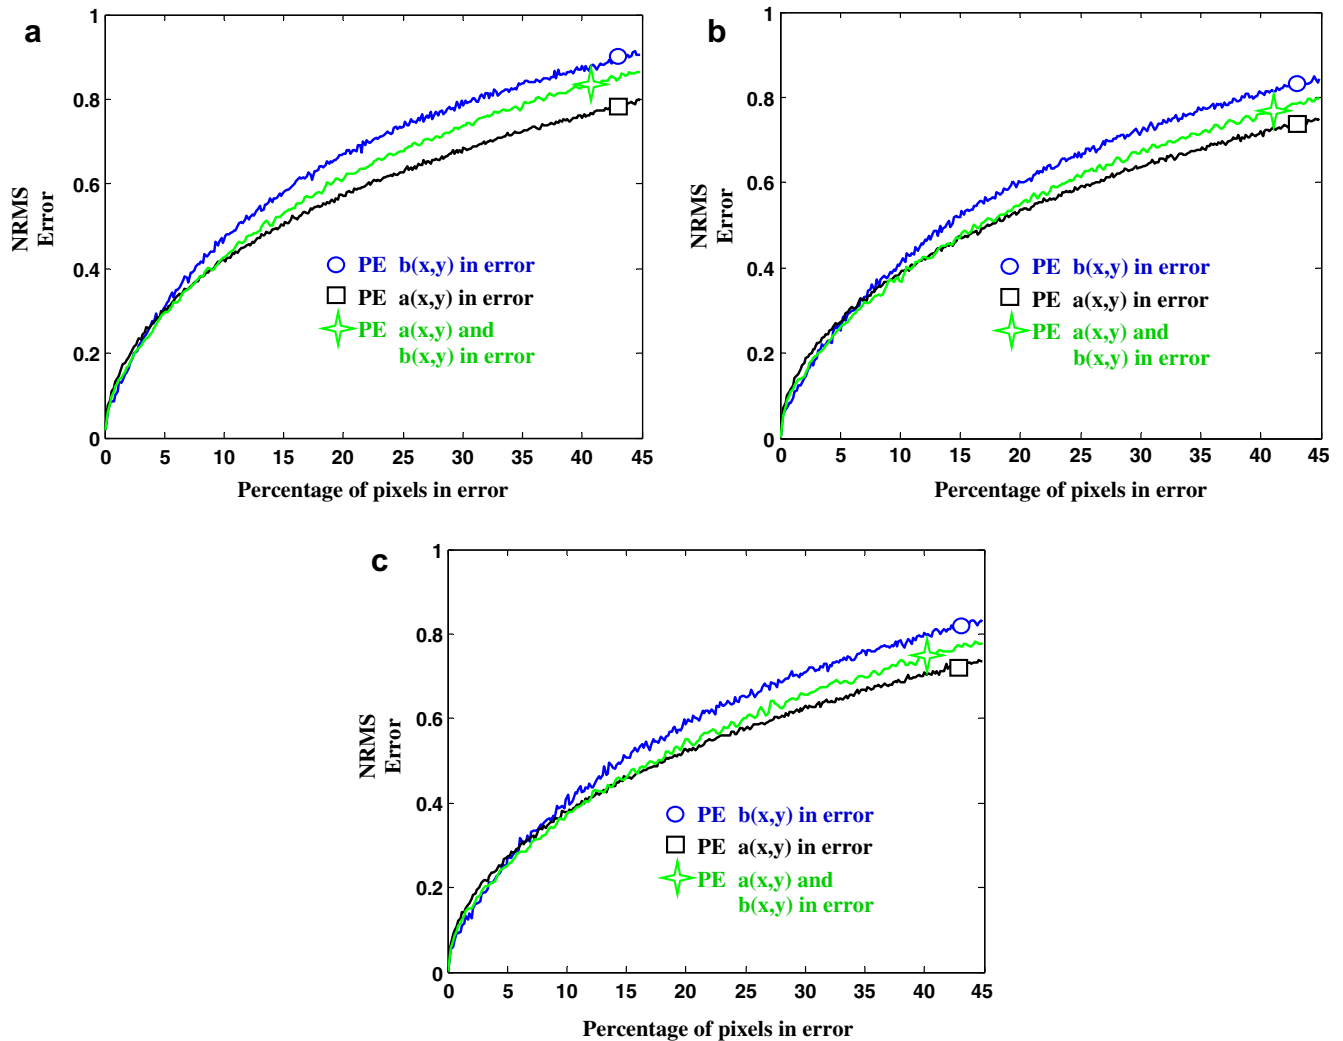 a
1
0.8
0.6
0.4
0.2
0
NRMS
Error
PE b(x,y) in error
PE a(x,y) in error
PE a(x,y) and
b(x,y) in error
0 5 10 15 20 25 30 35 40 45
Percentage of pixels in error
b
1
0.8
0.6
0.4
0.2
0
NRMS
Error
PE b(x,y) in error
PE a(x,y) in error
PE a(x,y) and
b(x,y) in error
0 5 10 15 20 25 30 35 40 45
Percentage of pixels in error
c
1
0.8
0.6
0.4
0.2
0
NRMS
Error
PE b(x,y) in error
PE a(x,y) in error
PE a(x,y) and
b(x,y) in error
0 5 10 15 20 25 30 35 40 45
Percentage of pixels in error